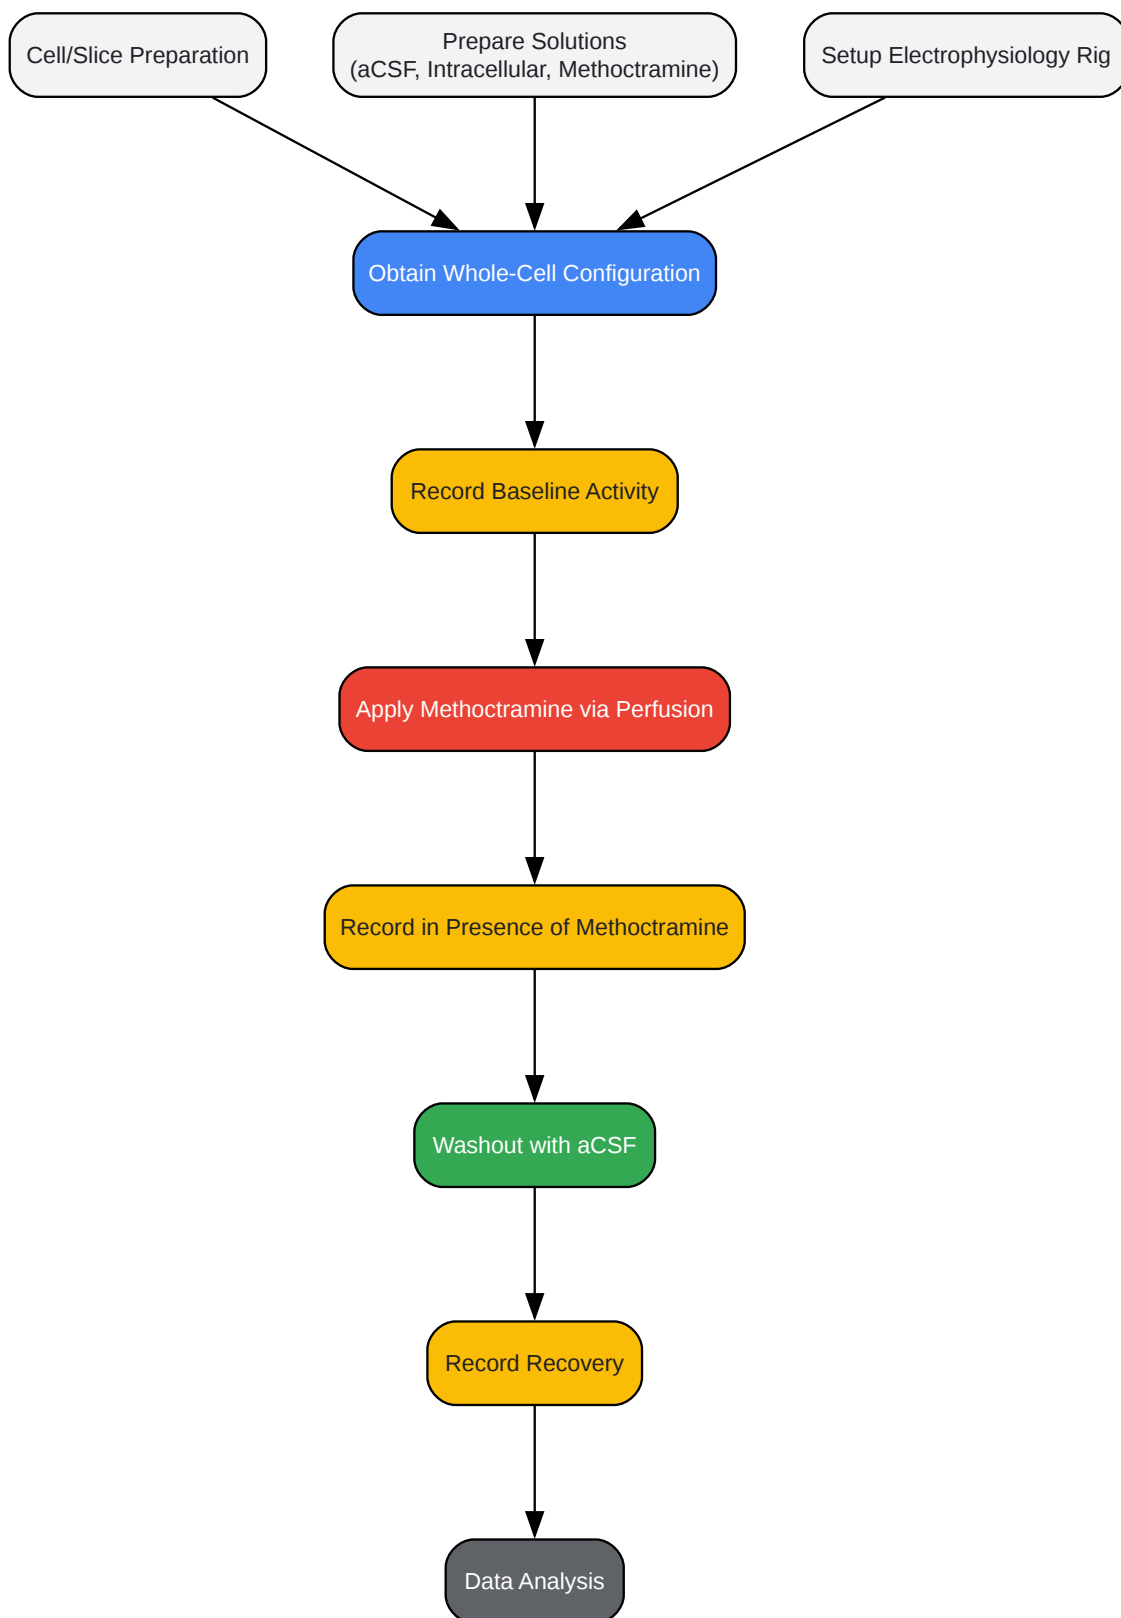 Cell/Slice Preparation
Prepare Solutions
(aCSF, Intracellular, Methoctramine)
Setup Electrophysiology Rig
Obtain Whole-Cell Configuration
Record Baseline Activity
Apply Methoctramine via Perfusion
Record in Presence of Methoctramine
Washout with aCSF
Record Recovery
Data Analysis